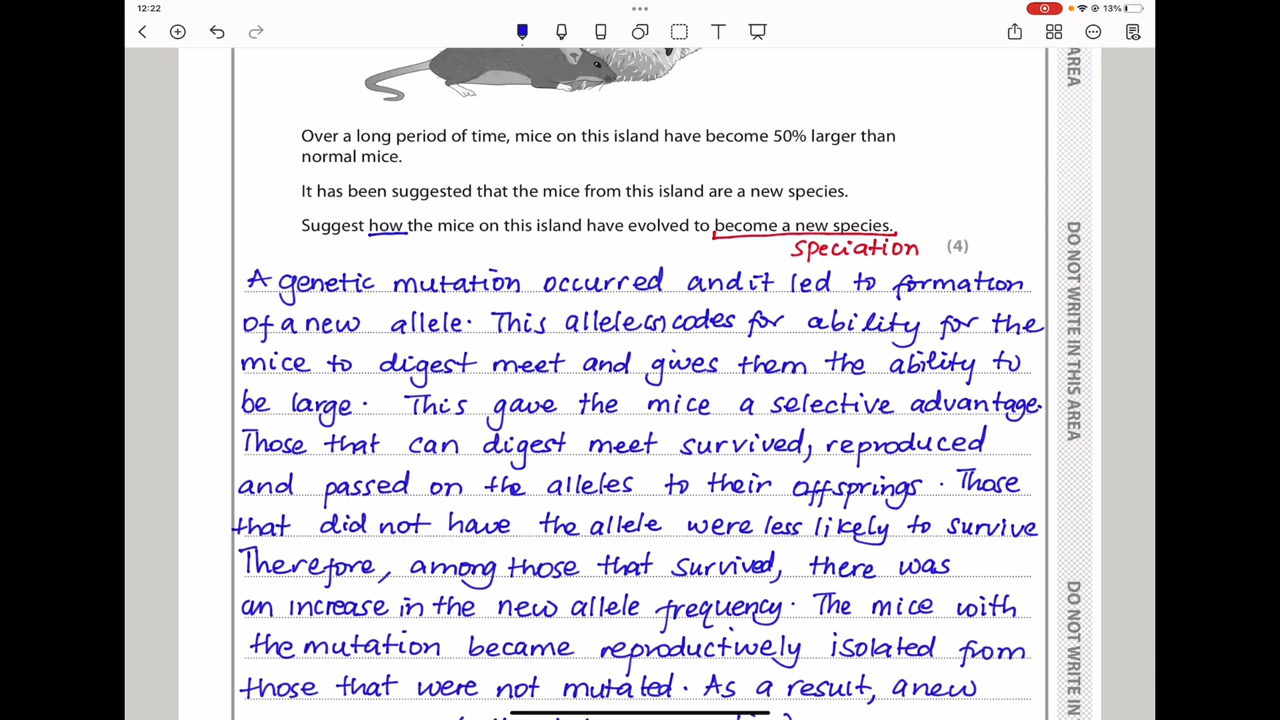 12:22
13%
AREA
Over a long period of time, mice on this island have become 50% larger than
normal mice.
It has been suggested that the mice from this island are a new species.
Suggest how the mice on this island have evolved to become a new species.
speciation (4)
A genetic mutation occurred and it led to formation
of a new allele. This allele(s) codes for ability for the
mice to digest meet and gives them the ability to
be large. This gave the mice a selective advantage.
Those that can digest meet survived, reproduced
and passed on the alleles to their offsprings. Those
that did not have the allele were less likely to survive
Therefore, among those that survived, there was
an increase in the new allele frequency. The mice with
the mutation became reproductively isolated from
those that were not mutated. As a result, a new
DO NOT WRITE IN THIS AREA
DO NOT WRITE IN